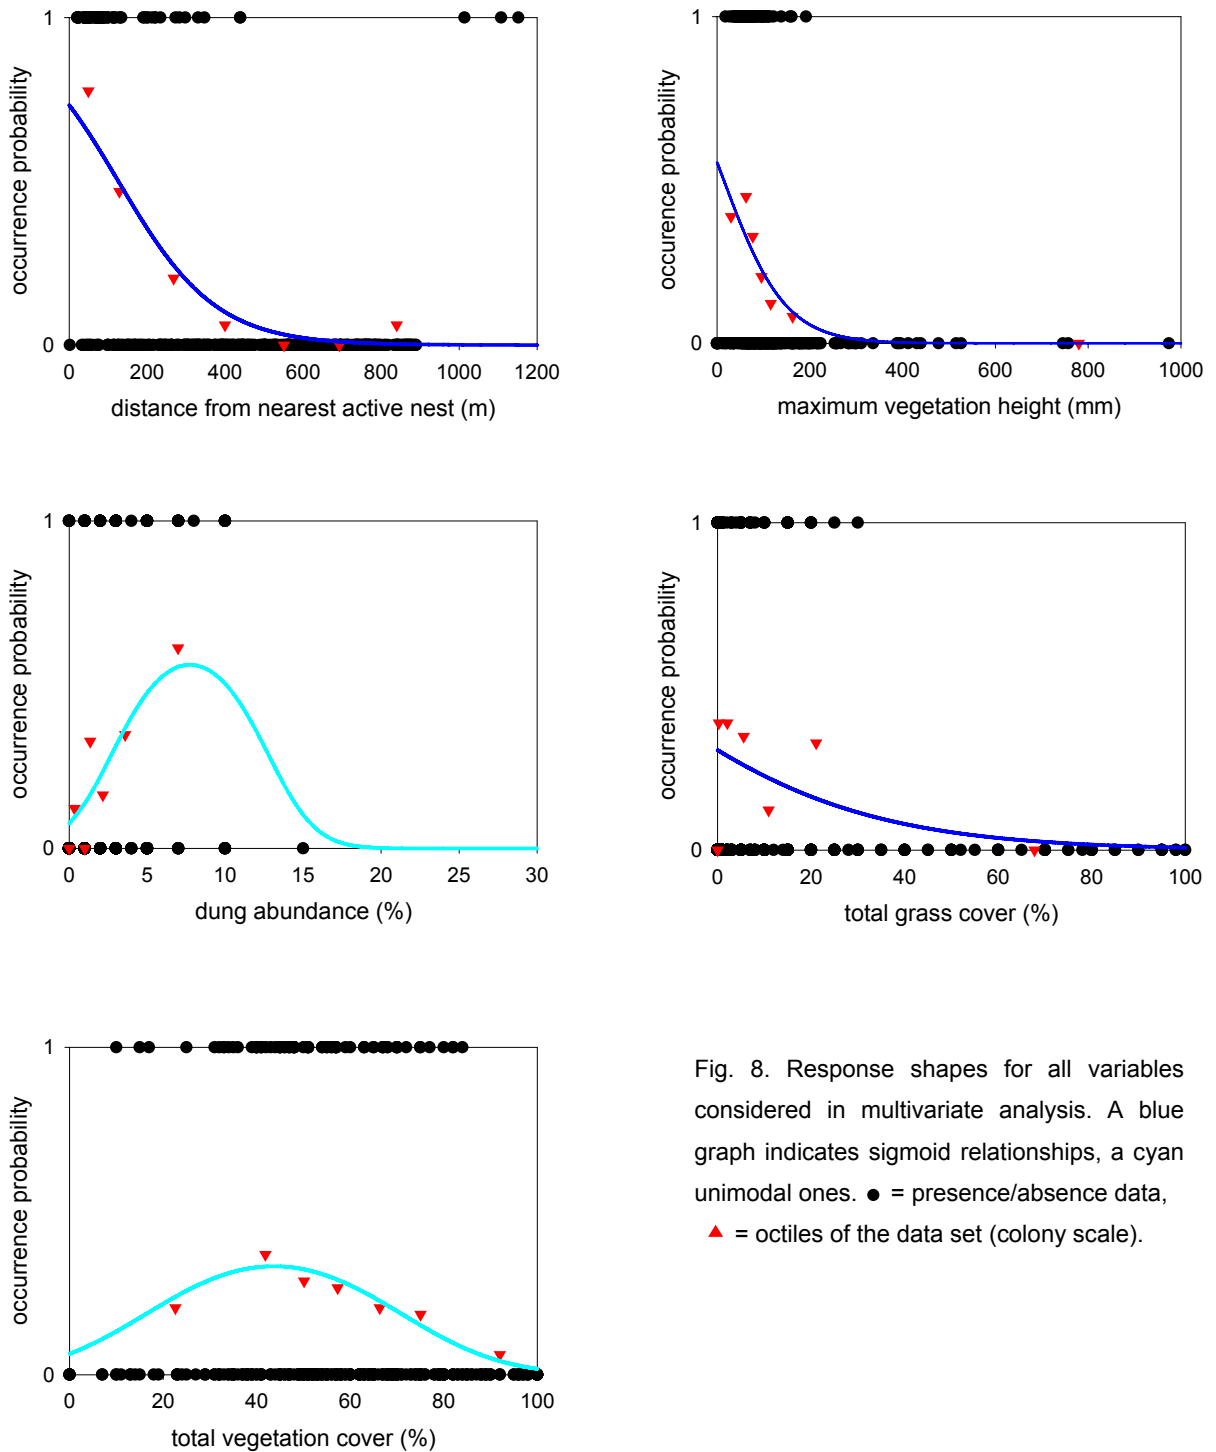 1
0
occurrence probability
0 200 400 600 800 1000 1200
distance from nearest active nest (m)
1
0
occurence probability
0 200 400 600 800 1000
maximum vegetation height (mm)
1
0
occurrence probability
0 5 10 15 20 25 30
dung abundance (%)
1
0
occurrence probability
0 20 40 60 80 100
total grass cover (%)
1
0
occurrence probability
0 20 40 60 80 100
total vegetation cover (%)
Fig. 8. Response shapes for all variables
considered in multivariate analysis. A blue
graph indicates sigmoid relationships, a cyan
unimodal ones. ● = presence/absence data,
▲ = octiles of the data set (colony scale).